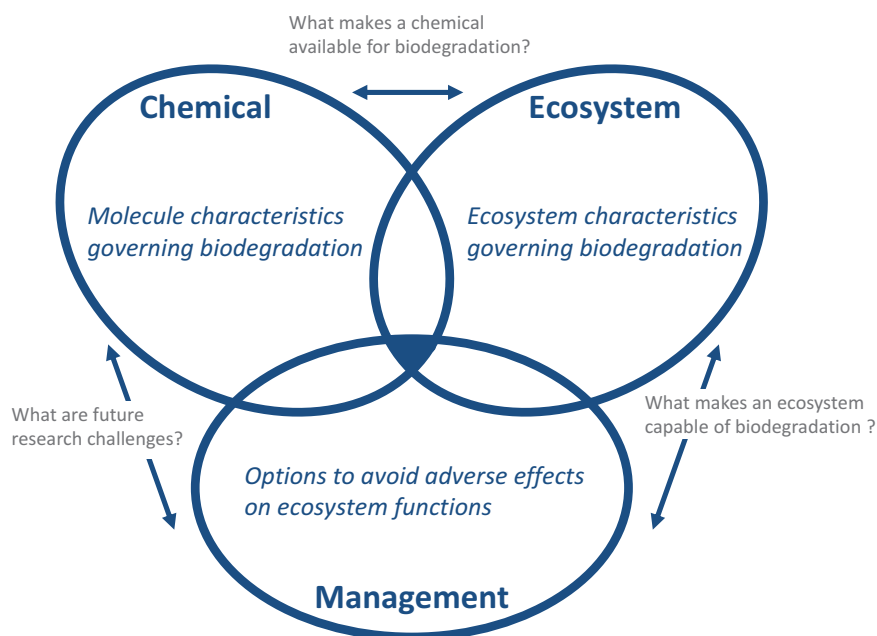 What makes a chemical
available for biodegradation?
Chemical
Ecosystem
Molecule characteristics
governing biodegradation
Ecosystem characteristics
governing biodegradation
What are future
research challenges?
What makes an ecosystem
capable of biodegradation ?
Options to avoid adverse effects
on ecosystem functions
Management